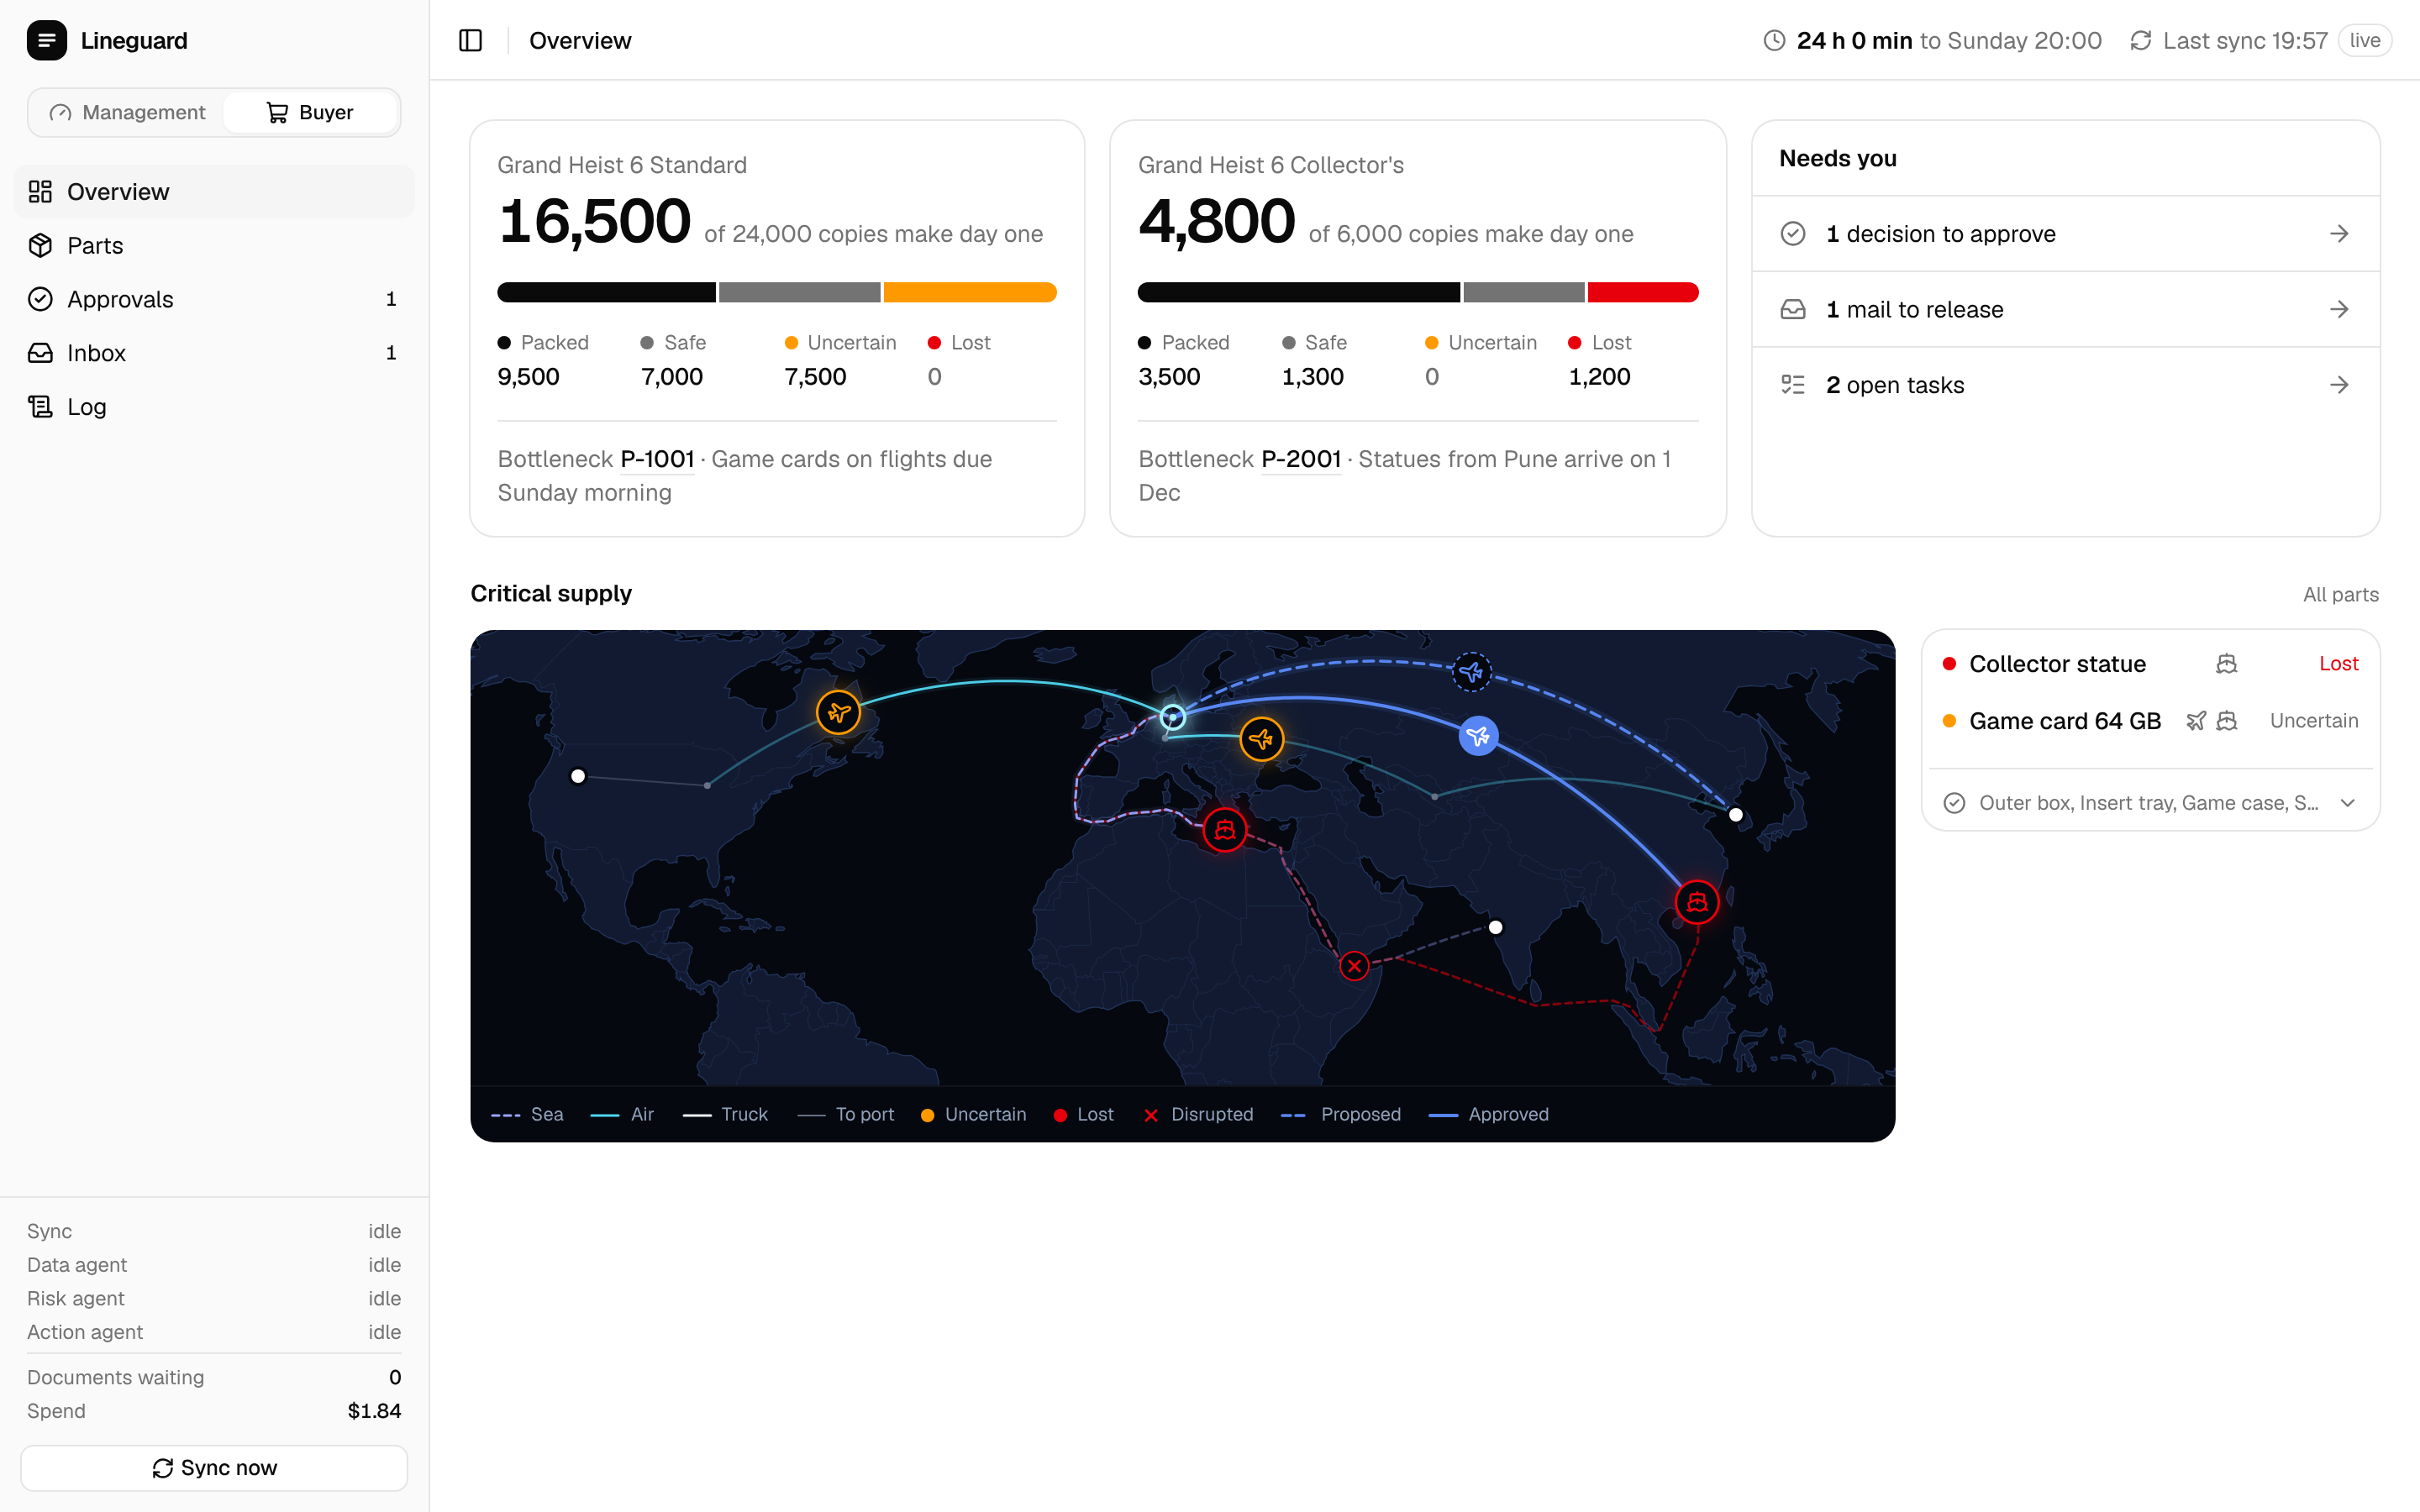 Lineguard
Management
Buyer
Overview
Parts
Approvals 1
Inbox 1
Log
Sync idle
Data agent idle
Risk agent idle
Action agent idle
Documents waiting 0
Spend $1.84
Sync now
Overview
24 h 0 min to Sunday 20:00
Last sync 19:57 live
Grand Heist 6 Standard
16,500 of 24,000 copies make day one
Packed Safe Uncertain Lost
9,500 7,000 7,500 0
Bottleneck P-1001 · Game cards on flights due
Sunday morning
Grand Heist 6 Collector's
4,800 of 6,000 copies make day one
Packed Safe Uncertain Lost
3,500 1,300 0 1,200
Bottleneck P-2001 · Statues from Pune arrive on 1
Dec
Needs you
1 decision to approve
1 mail to release
2 open tasks
Critical supply
All parts
Sea Air Truck To port Uncertain Lost Disrupted Proposed Approved
Collector statue Lost
Game card 64 GB Uncertain
Outer box, Insert tray, Game case, S...